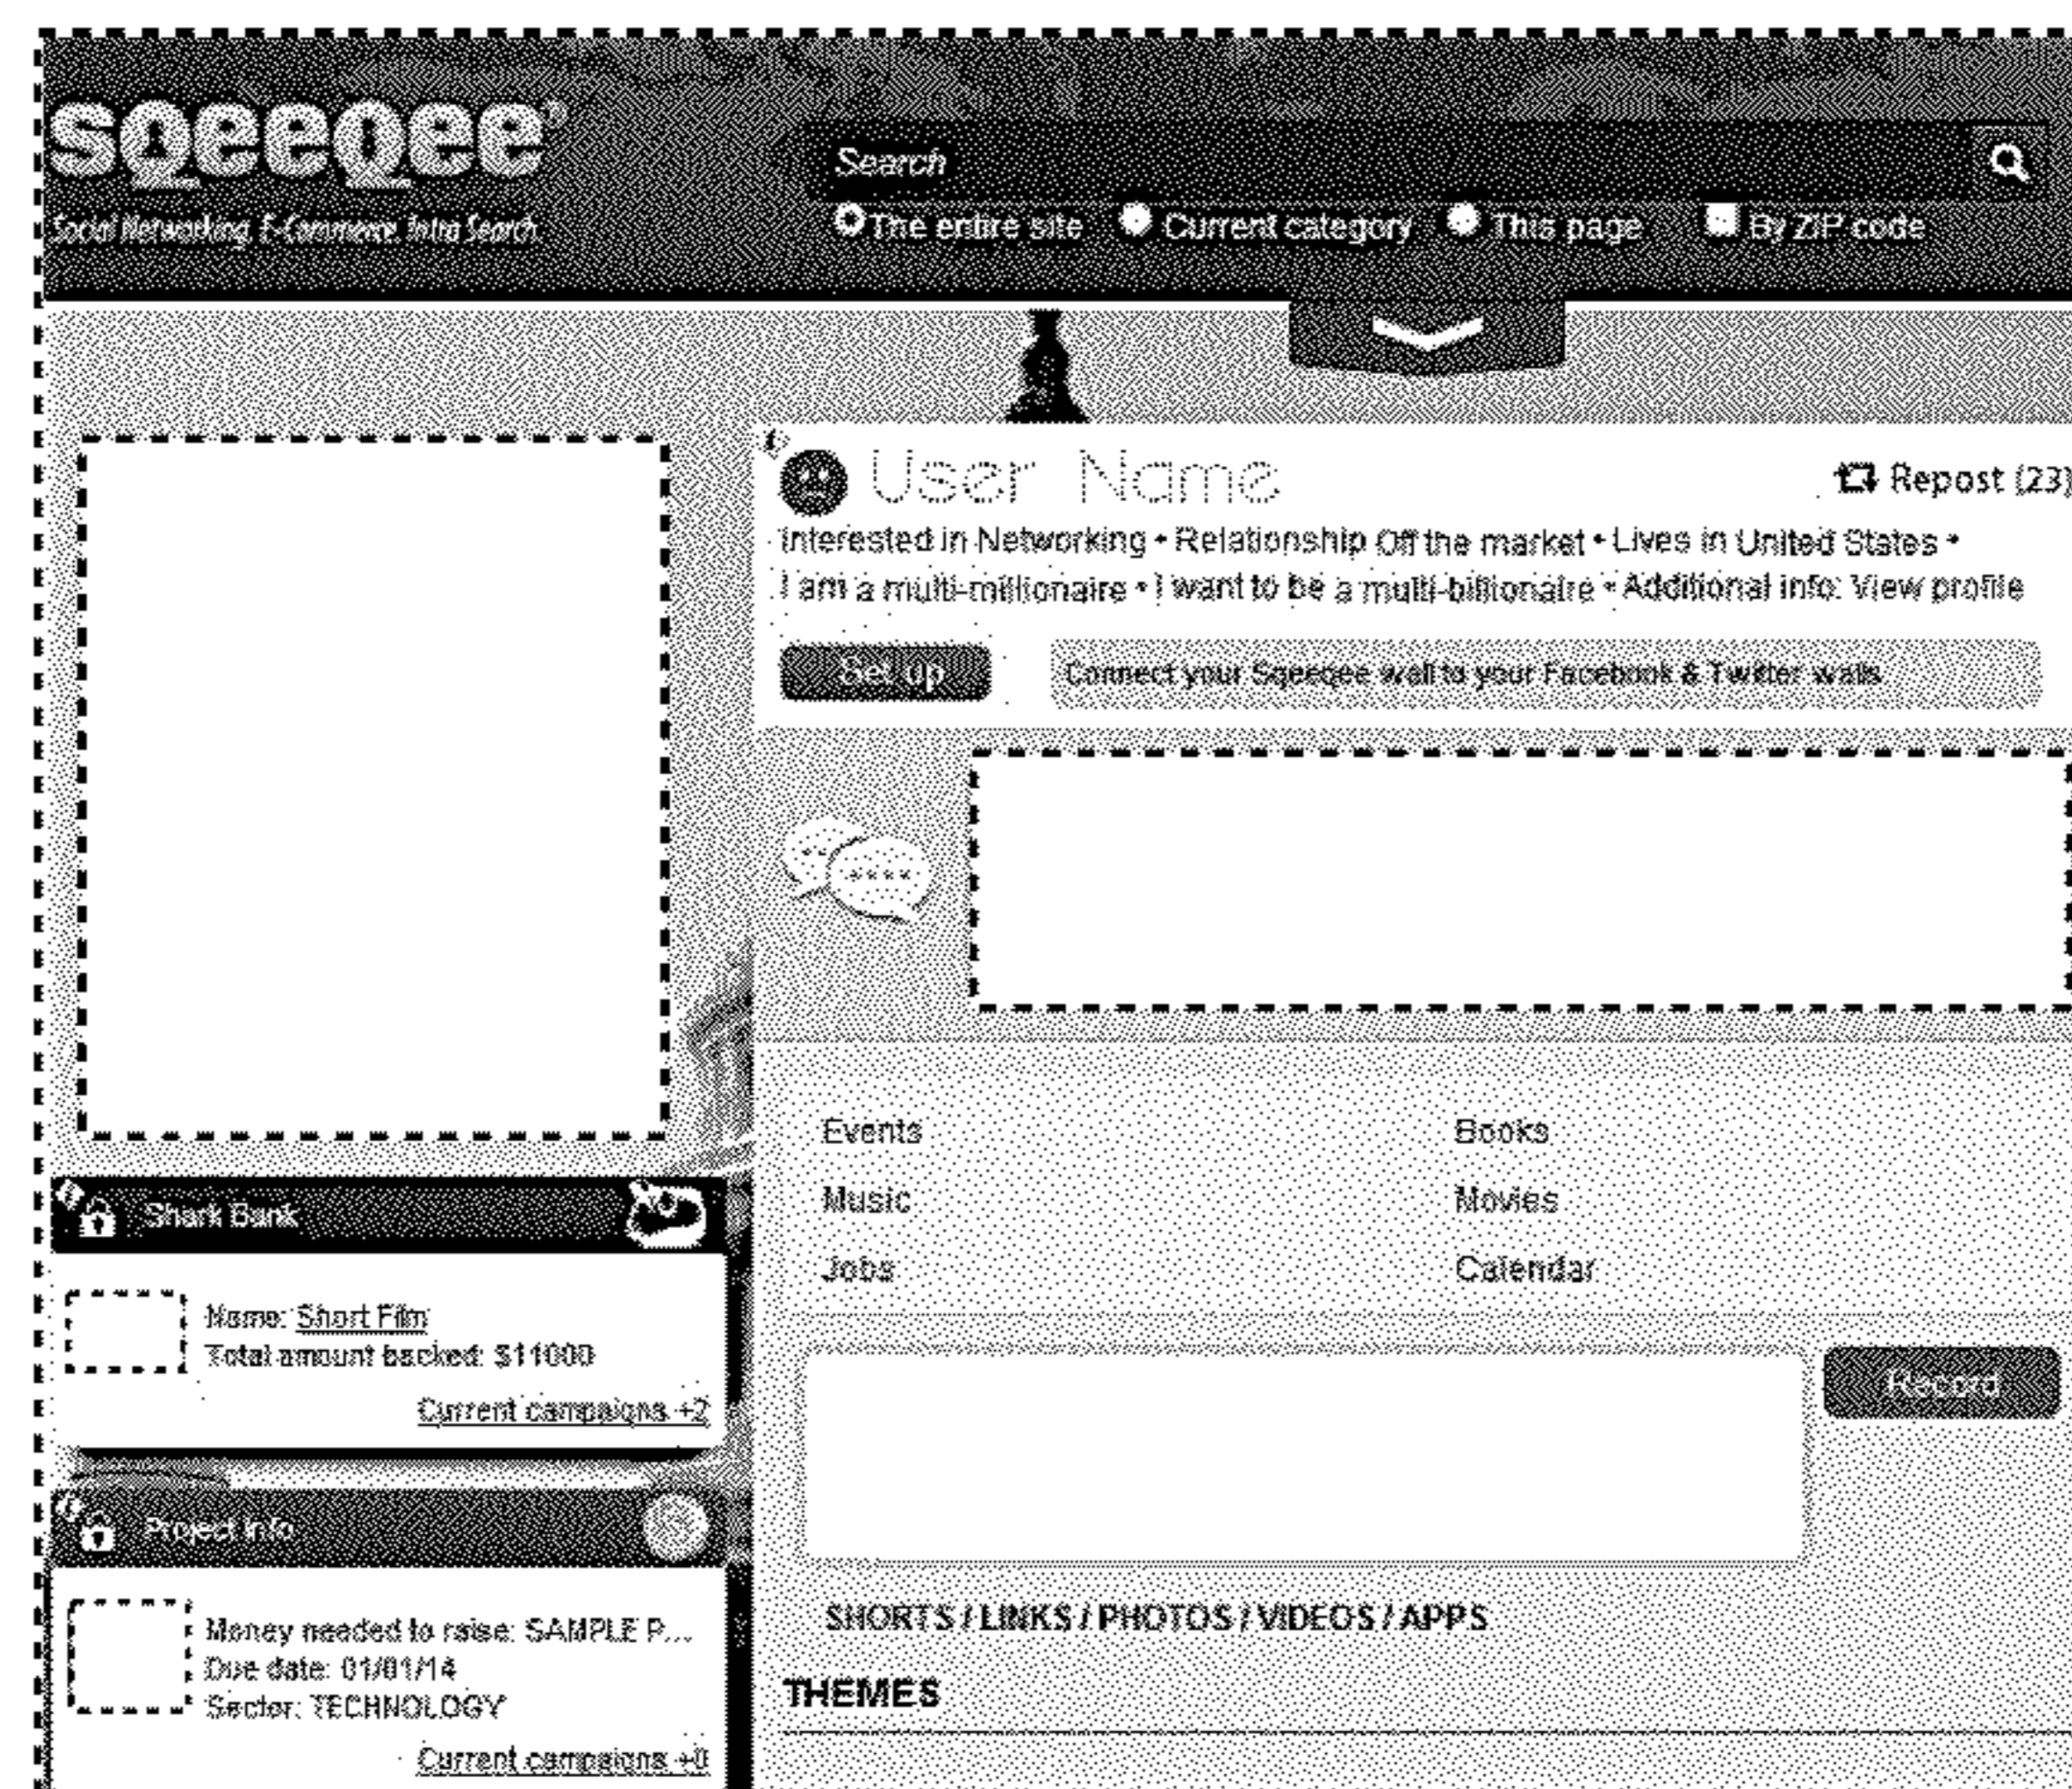 sqeeqee®
Social Networking. E-Commerce. Intra Search.
Search
The entire site Current category This page By ZIP code
User Name
Repost (23)
Interested in Networking • Relationship Off the market • Lives in United States •
I am a multi-millionaire • I want to be a multi-billionaire • Additional info: View profile
Set up
Connect your Sqeeqee wall to your Facebook & Twitter walls
Events Books
Music Movies
Jobs Calendar
Shark Bank
Name: Short Film
Total amount backed: $11000
Current campaigns +2
Record
Project Info
Money needed to raise: SAMPLE P...
Due date: 01/01/14
Sector: TECHNOLOGY
Current campaigns +0
SHORTS / LINKS / PHOTOS / VIDEOS / APPS
THEMES